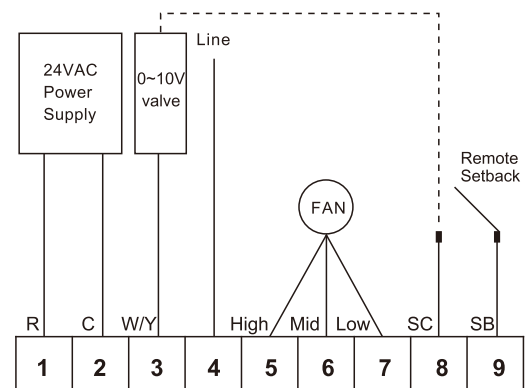 24VAC
Power
Supply
0~10V
valve
Line
Remote
Setback
FAN
R C W/Y High Mid Low SC SB
1 2 3 4 5 6 7 8 9